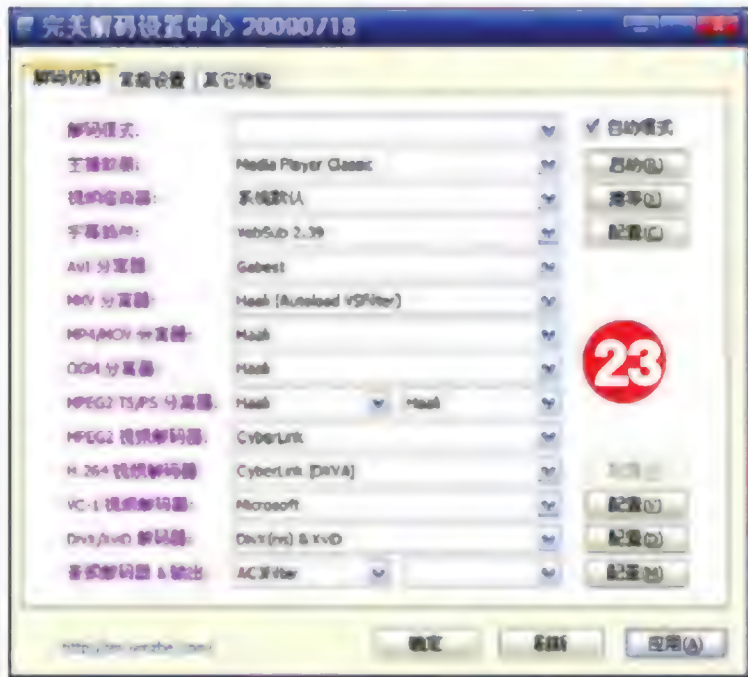 完美解码设置中心 20090718
解码切换 常规设置 其它功能
解码模式:
自动模式
主播放器: Media Player Classic
视频渲染器: 系统默认
字幕插件: VobSub 2.39 配置(C)
AVI 分离器: Gabest
MKV 分离器: Haali [Autoload VSFilter]
MP4/MOV 分离器: Haali
23
OGM 分离器: Haali
MPEG2 TS/PS 分离器: Haali Haali
MPEG2 视频解码器: CyberLink
H.264 视频解码器: CyberLink [DXVA]
VC-1 视频解码器: Microsoft 配置(V)
DivX/XviD 解码器: DivX(ns) & XviD 配置(D)
音频解码器 & 输出: AC3Filter 配置(M)
确定 刷新 应用(A)